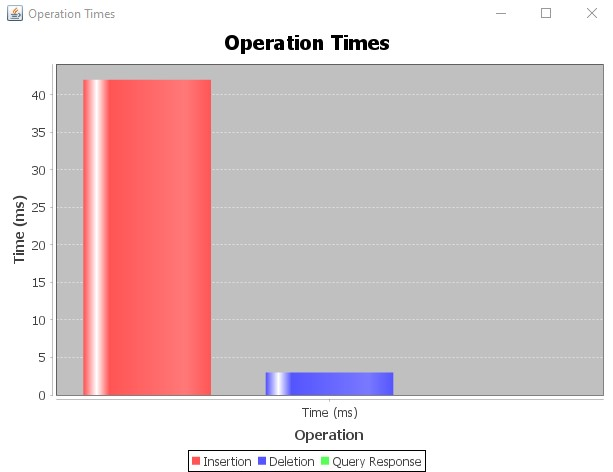 Operation Times
Operation Times
40
35
30
25
20
15
10
5
0
Time (ms)
Time (ms)
Operation
Insertion Deletion Query Response